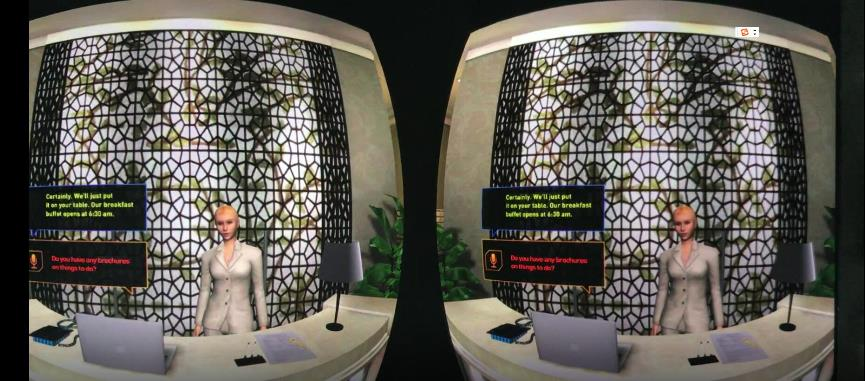 Certainly. We'll just put
it on your table. Our breakfast
buffet opens at 6:30 am.
Do you have any brochures
on things to do?
Certainly. We'll just put
it on your table. Our breakfast
buffet opens at 6:30 am.
Do you have any brochures
on things to do?